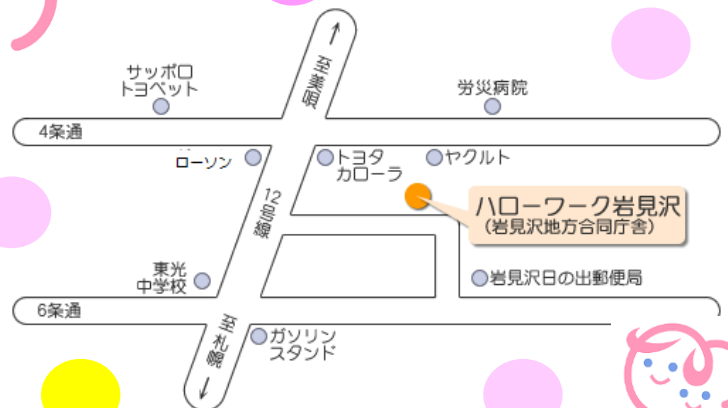 至美唄
サッポロ
トヨペット
労災病院
4条通
ローソン
トヨタ
カローラ
ヤクルト
12号線
ハローワーク岩見沢
(岩見沢地方合同庁舎)
東光
中学校
岩見沢日の出郵便局
6条通
至札幌
ガソリン
スタンド